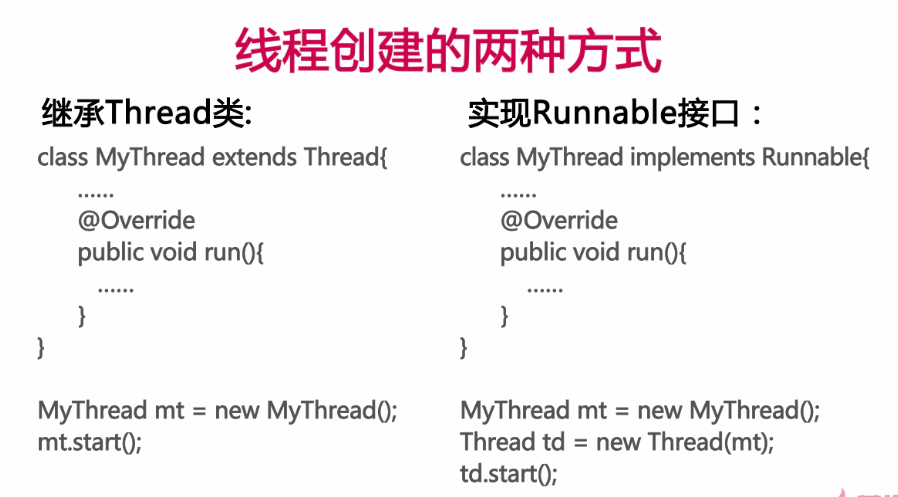 线程创建的两种方式
继承Thread类:
class MyThread extends Thread{
......
@Override
public void run(){
......
}
}
MyThread mt = new MyThread();
mt.start();
实现Runnable接口：
class MyThread implements Runnable{
......
@Override
public void run(){
......
}
}
MyThread mt = new MyThread();
Thread td = new Thread(mt);
td.start();